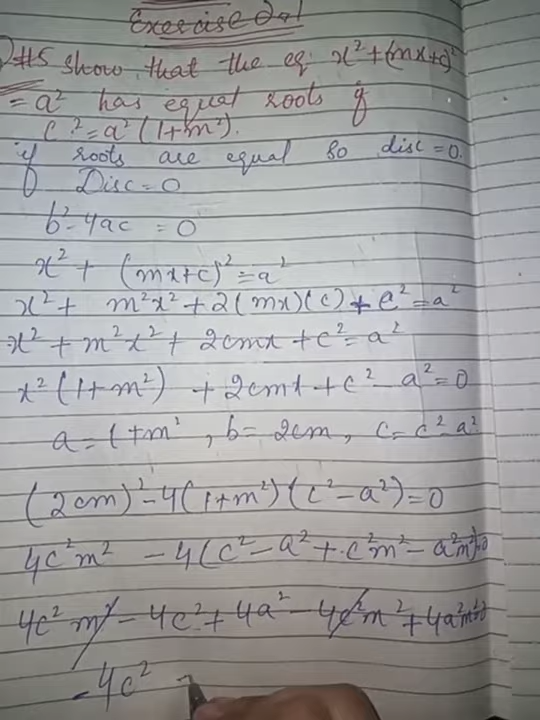 Exercise 2.1
Q#5 Show that the eq: x²+(mx+c)²
= a² has equal roots if
c² = a²(1+m²).
if roots are equal so disc = 0.
Disc = 0
b²-4ac = 0
x² + (mx+c)² = a²
x² + m²x² + 2(mx)(c) + c² = a²
x² + m²x² + 2cmx + c² = a²
x²(1+m²) + 2cmx + c² - a² = 0
a = 1+m², b = 2cm, c = c²-a²
(2cm)² - 4(1+m²)(c²-a²) = 0
4c²m² - 4(c² - a² + c²m² - a²m²)=0
4c²m² - 4c² + 4a² - 4c²m² + 4a²m²=0
-4c²